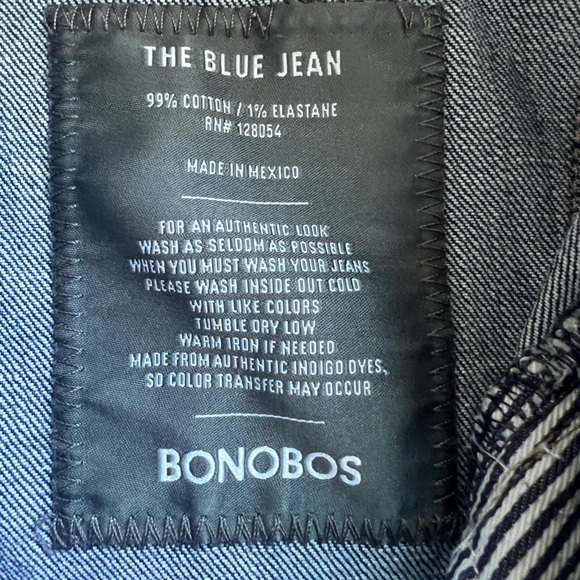 THE BLUE JEAN
99% COTTON / 1% ELASTANE
RN# 128054
MADE IN MEXICO
FOR AN AUTHENTIC LOOK
WASH AS SELDOM AS POSSIBLE
WHEN YOU MUST WASH YOUR JEANS
PLEASE WASH INSIDE OUT COLD
WITH LIKE COLORS
TUMBLE DRY LOW
WARM IRON IF NEEDED
MADE FROM AUTHENTIC INDIGO DYES,
SO COLOR TRANSFER MAY OCCUR
BONOBOS